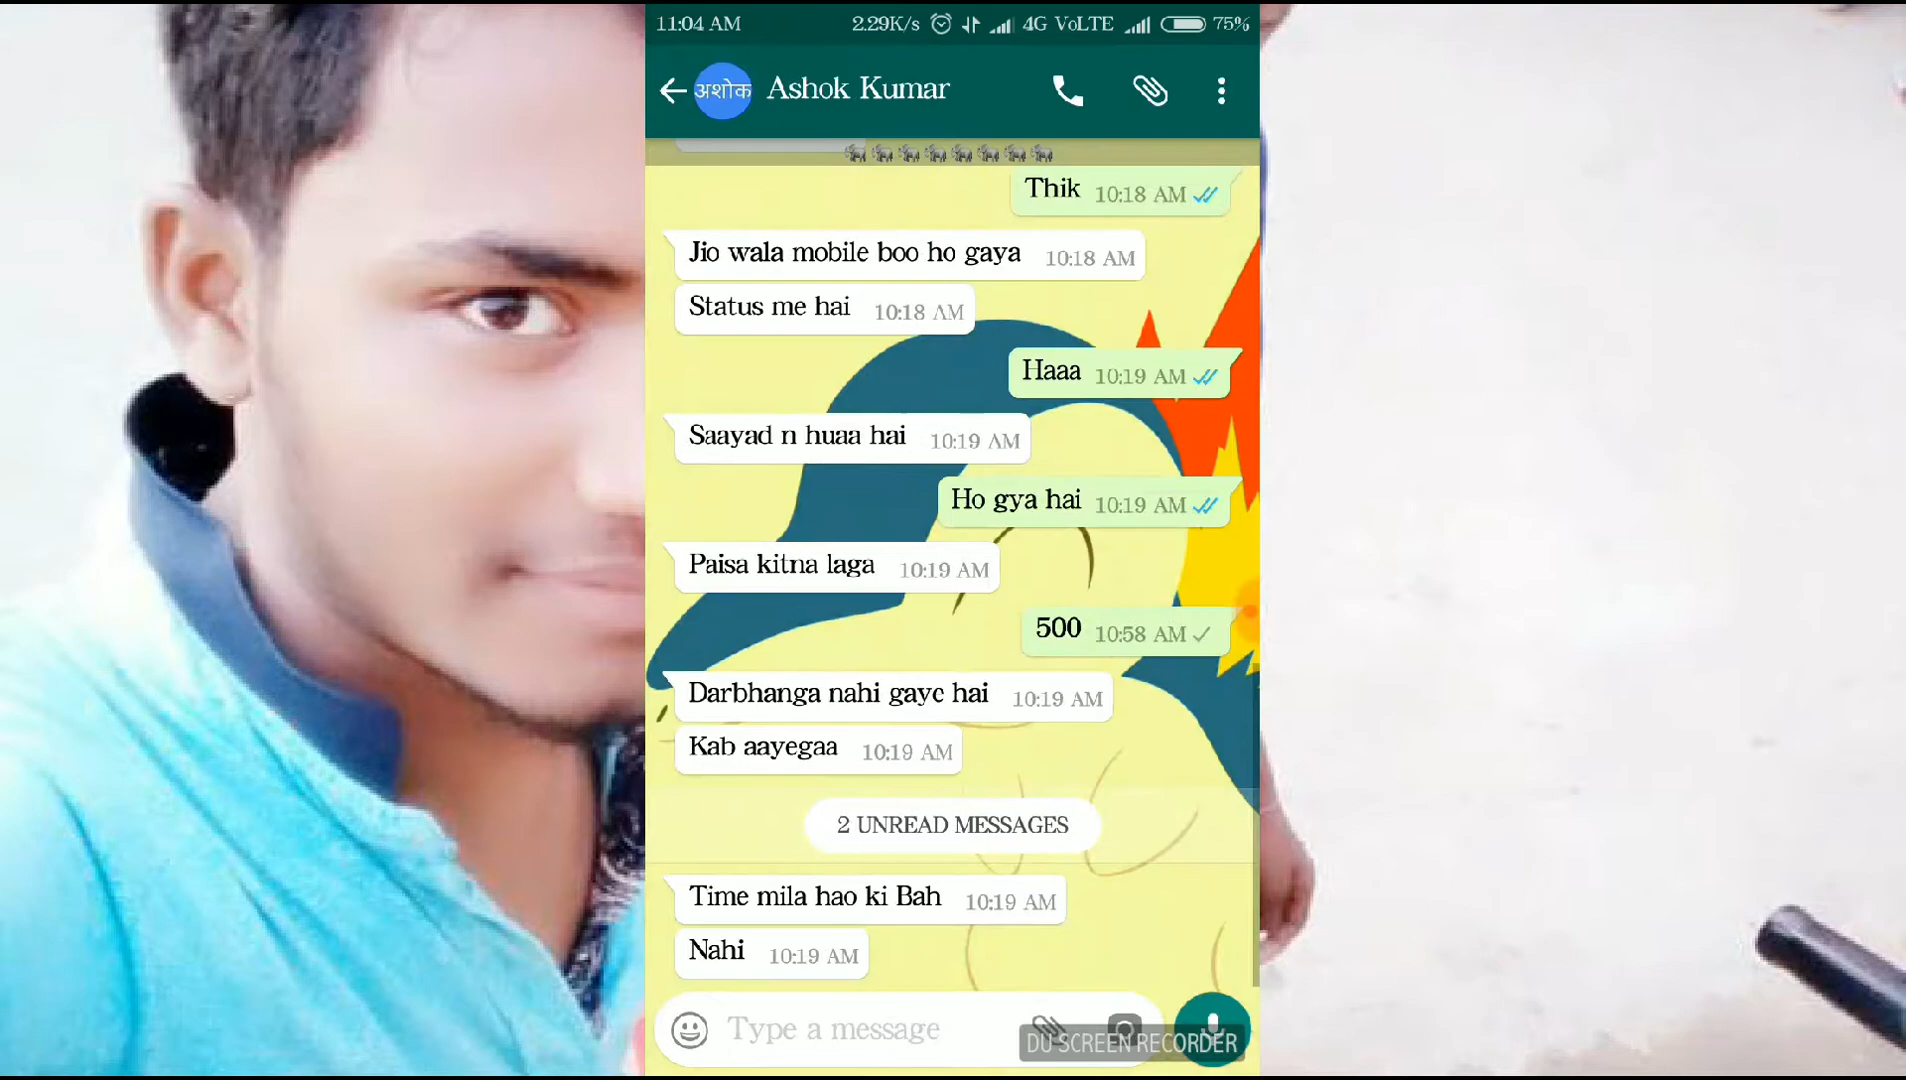 11:04 AM 2.29K/s 4G VoLTE 75%
अशोक Ashok Kumar
Thik 10:18 AM
Jio wala mobile boo ho gaya 10:18 AM
Status me hai 10:18 AM
Haaa 10:19 AM
Saayad n huaa hai 10:19 AM
Ho gya hai 10:19 AM
Paisa kitna laga 10:19 AM
500 10:58 AM
Darbhanga nahi gaye hai 10:19 AM
Kab aayegaa 10:19 AM
2 UNREAD MESSAGES
Time mila hao ki Bah 10:19 AM
Nahi 10:19 AM
Type a message
DU SCREEN RECORDER